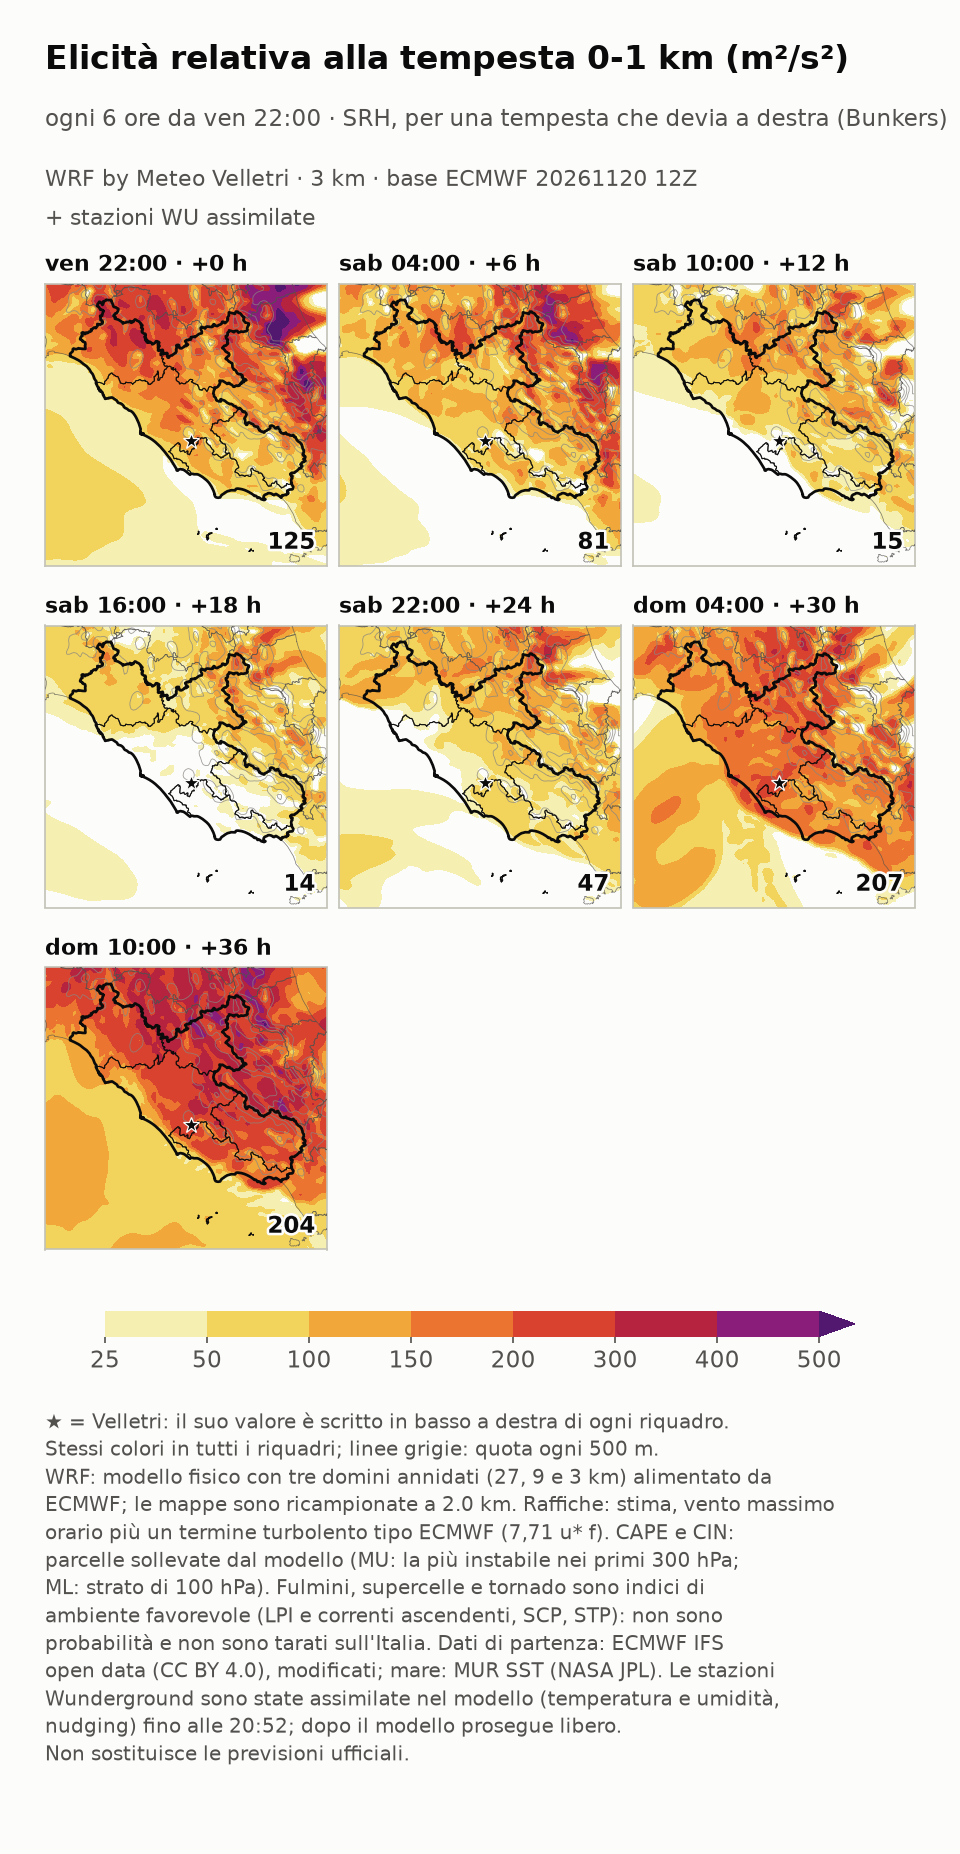 Elicità relativa alla tempesta 0-1 km (m²/s²)
ogni 6 ore da ven 22:00 · SRH, per una tempesta che devia a destra (Bunkers)
WRF by Meteo Velletri · 3 km · base ECMWF 20261120 12Z
+ stazioni WU assimilate
ven 22:00 · +0 h
sab 04:00 · +6 h
sab 10:00 · +12 h
125
81
15
sab 16:00 · +18 h
sab 22:00 · +24 h
dom 04:00 · +30 h
14
47
207
dom 10:00 · +36 h
204
25 50 100 150 200 300 400 500
★ = Velletri: il suo valore è scritto in basso a destra di ogni riquadro.
Stessi colori in tutti i riquadri; linee grigie: quota ogni 500 m.
WRF: modello fisico con tre domini annidati (27, 9 e 3 km) alimentato da
ECMWF; le mappe sono ricampionate a 2.0 km. Raffiche: stima, vento massimo
orario più un termine turbolento tipo ECMWF (7,71 u* f). CAPE e CIN:
parcelle sollevate dal modello (MU: la più instabile nei primi 300 hPa;
ML: strato di 100 hPa). Fulmini, supercelle e tornado sono indici di
ambiente favorevole (LPI e correnti ascendenti, SCP, STP): non sono
probabilità e non sono tarati sull'Italia. Dati di partenza: ECMWF IFS
open data (CC BY 4.0), modificati; mare: MUR SST (NASA JPL). Le stazioni
Wunderground sono state assimilate nel modello (temperatura e umidità,
nudging) fino alle 20:52; dopo il modello prosegue libero.
Non sostituisce le previsioni ufficiali.